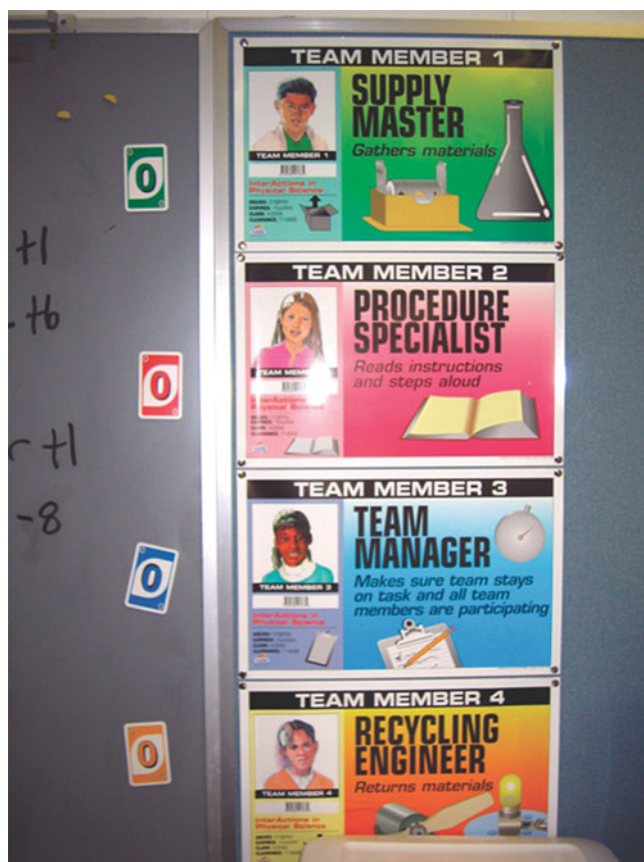 +1
+6
r +1
-8
0
0
0
0
TEAM MEMBER 1
SUPPLY
MASTER
Gathers materials
TEAM MEMBER 1
InterActions in
Physical Science
TEAM MEMBER 2
PROCEDURE
SPECIALIST
Reads instructions
and steps aloud
TEAM MEMBER
InterActions in
Physical Science
TEAM MEMBER 3
TEAM
MANAGER
Makes sure team stays
on task and all team
members are participating
TEAM MEMBER 3
InterActions in
Physical Science
TEAM MEMBER 4
RECYCLING
ENGINEER
Returns materials
TEAM MEMBER 4
InterActions in
Physical Science